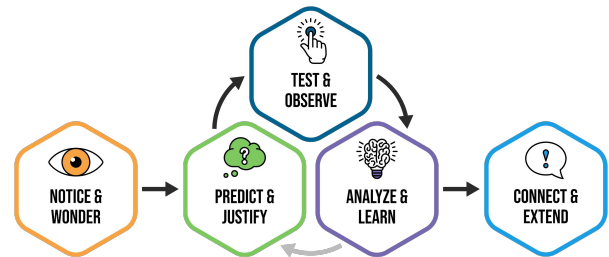 NOTICE &
WONDER
PREDICT &
JUSTIFY
?
TEST &
OBSERVE
ANALYZE &
LEARN
!
CONNECT &
EXTEND